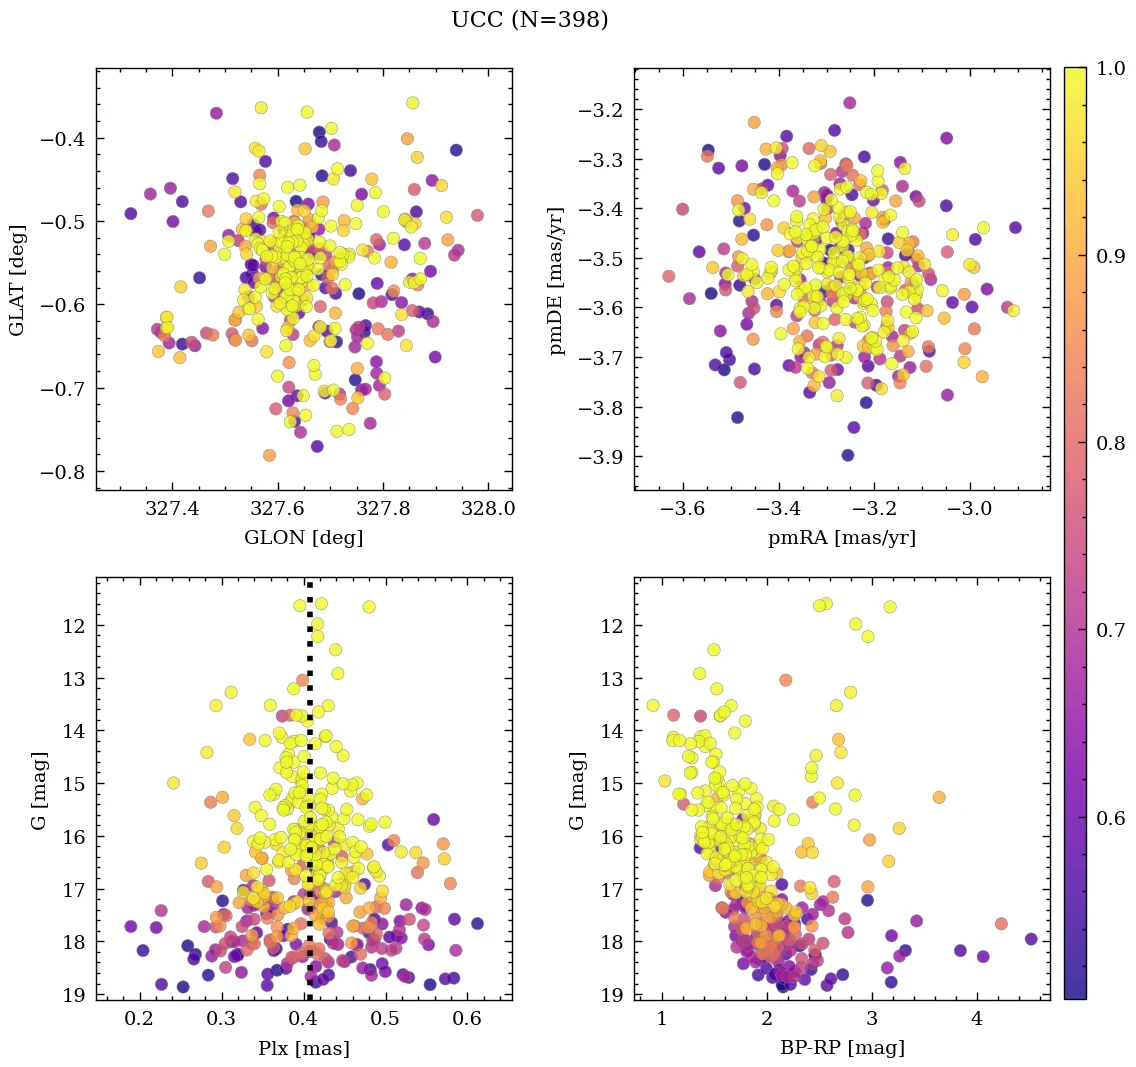 UCC (N=398)
−0.4
−0.5
−0.6
−0.7
−0.8
GLAT [deg]
327.4 327.6 327.8 328.0
GLON [deg]
−3.2
−3.3
−3.4
−3.5
−3.6
−3.7
−3.8
−3.9
pmDE [mas/yr]
−3.6 −3.4 −3.2 −3.0
pmRA [mas/yr]
1.0
0.9
0.8
0.7
0.6
12
13
14
15
16
17
18
19
G [mag]
0.2 0.3 0.4 0.5 0.6
Plx [mas]
12
13
14
15
16
17
18
19
G [mag]
1 2 3 4
BP-RP [mag]